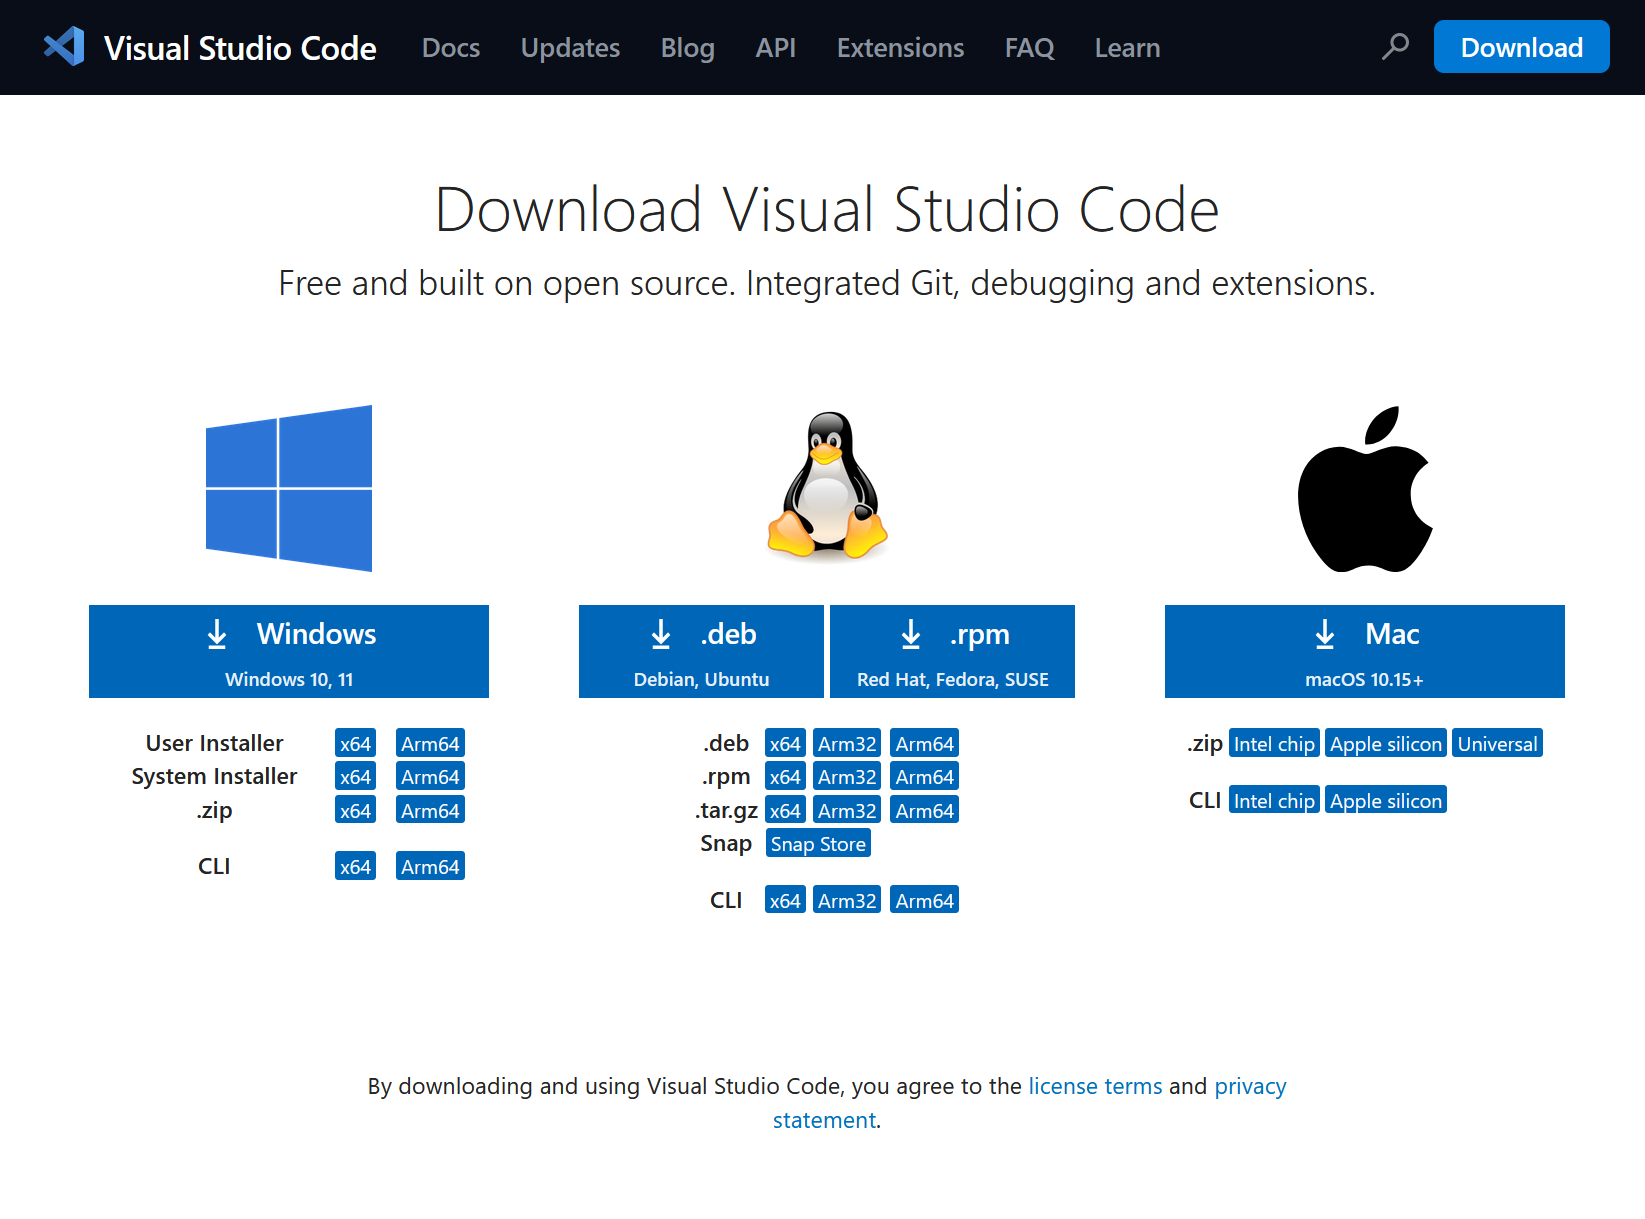 Visual Studio Code Docs Updates Blog API Extensions FAQ Learn Download
Download Visual Studio Code
Free and built on open source. Integrated Git, debugging and extensions.
Windows
Windows 10, 11
User Installer x64 Arm64
System Installer x64 Arm64
.zip x64 Arm64
CLI x64 Arm64
.deb
Debian, Ubuntu
.rpm
Red Hat, Fedora, SUSE
.deb x64 Arm32 Arm64
.rpm x64 Arm32 Arm64
.tar.gz x64 Arm32 Arm64
Snap Snap Store
CLI x64 Arm32 Arm64
Mac
macOS 10.15+
.zip Intel chip Apple silicon Universal
CLI Intel chip Apple silicon
By downloading and using Visual Studio Code, you agree to the license terms and privacy
statement.